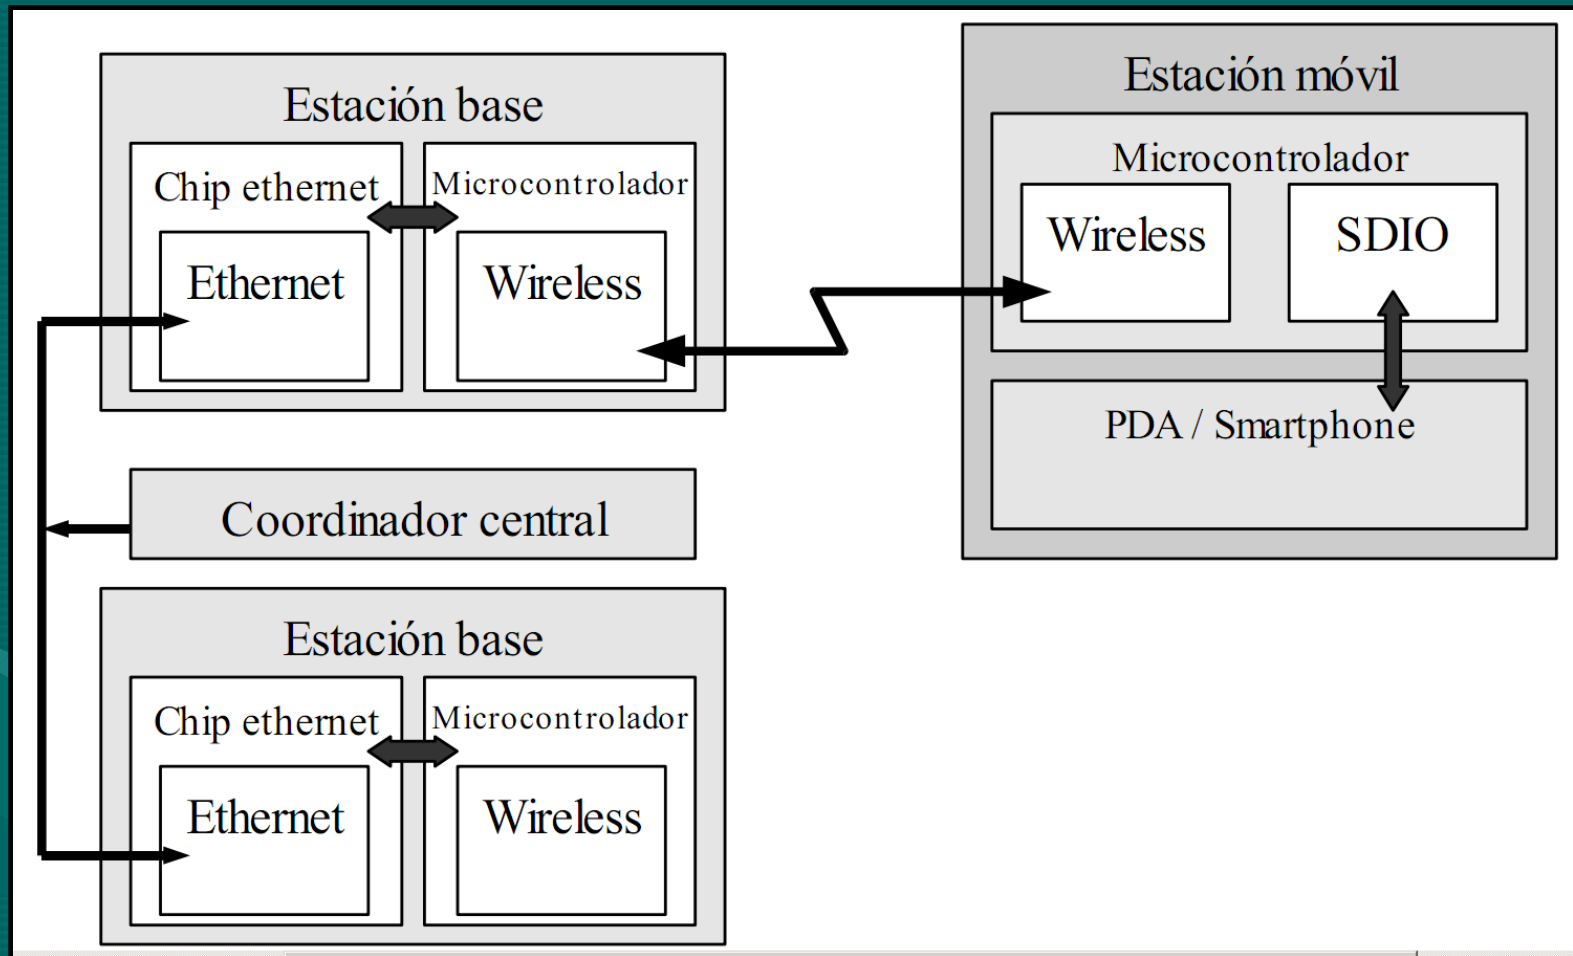 Estación base
Chip ethernet
Microcontrolador
Ethernet
Wireless
Coordinador central
Estación base
Chip ethernet
Microcontrolador
Ethernet
Wireless
Estación móvil
Microcontrolador
Wireless
SDIO
PDA / Smartphone